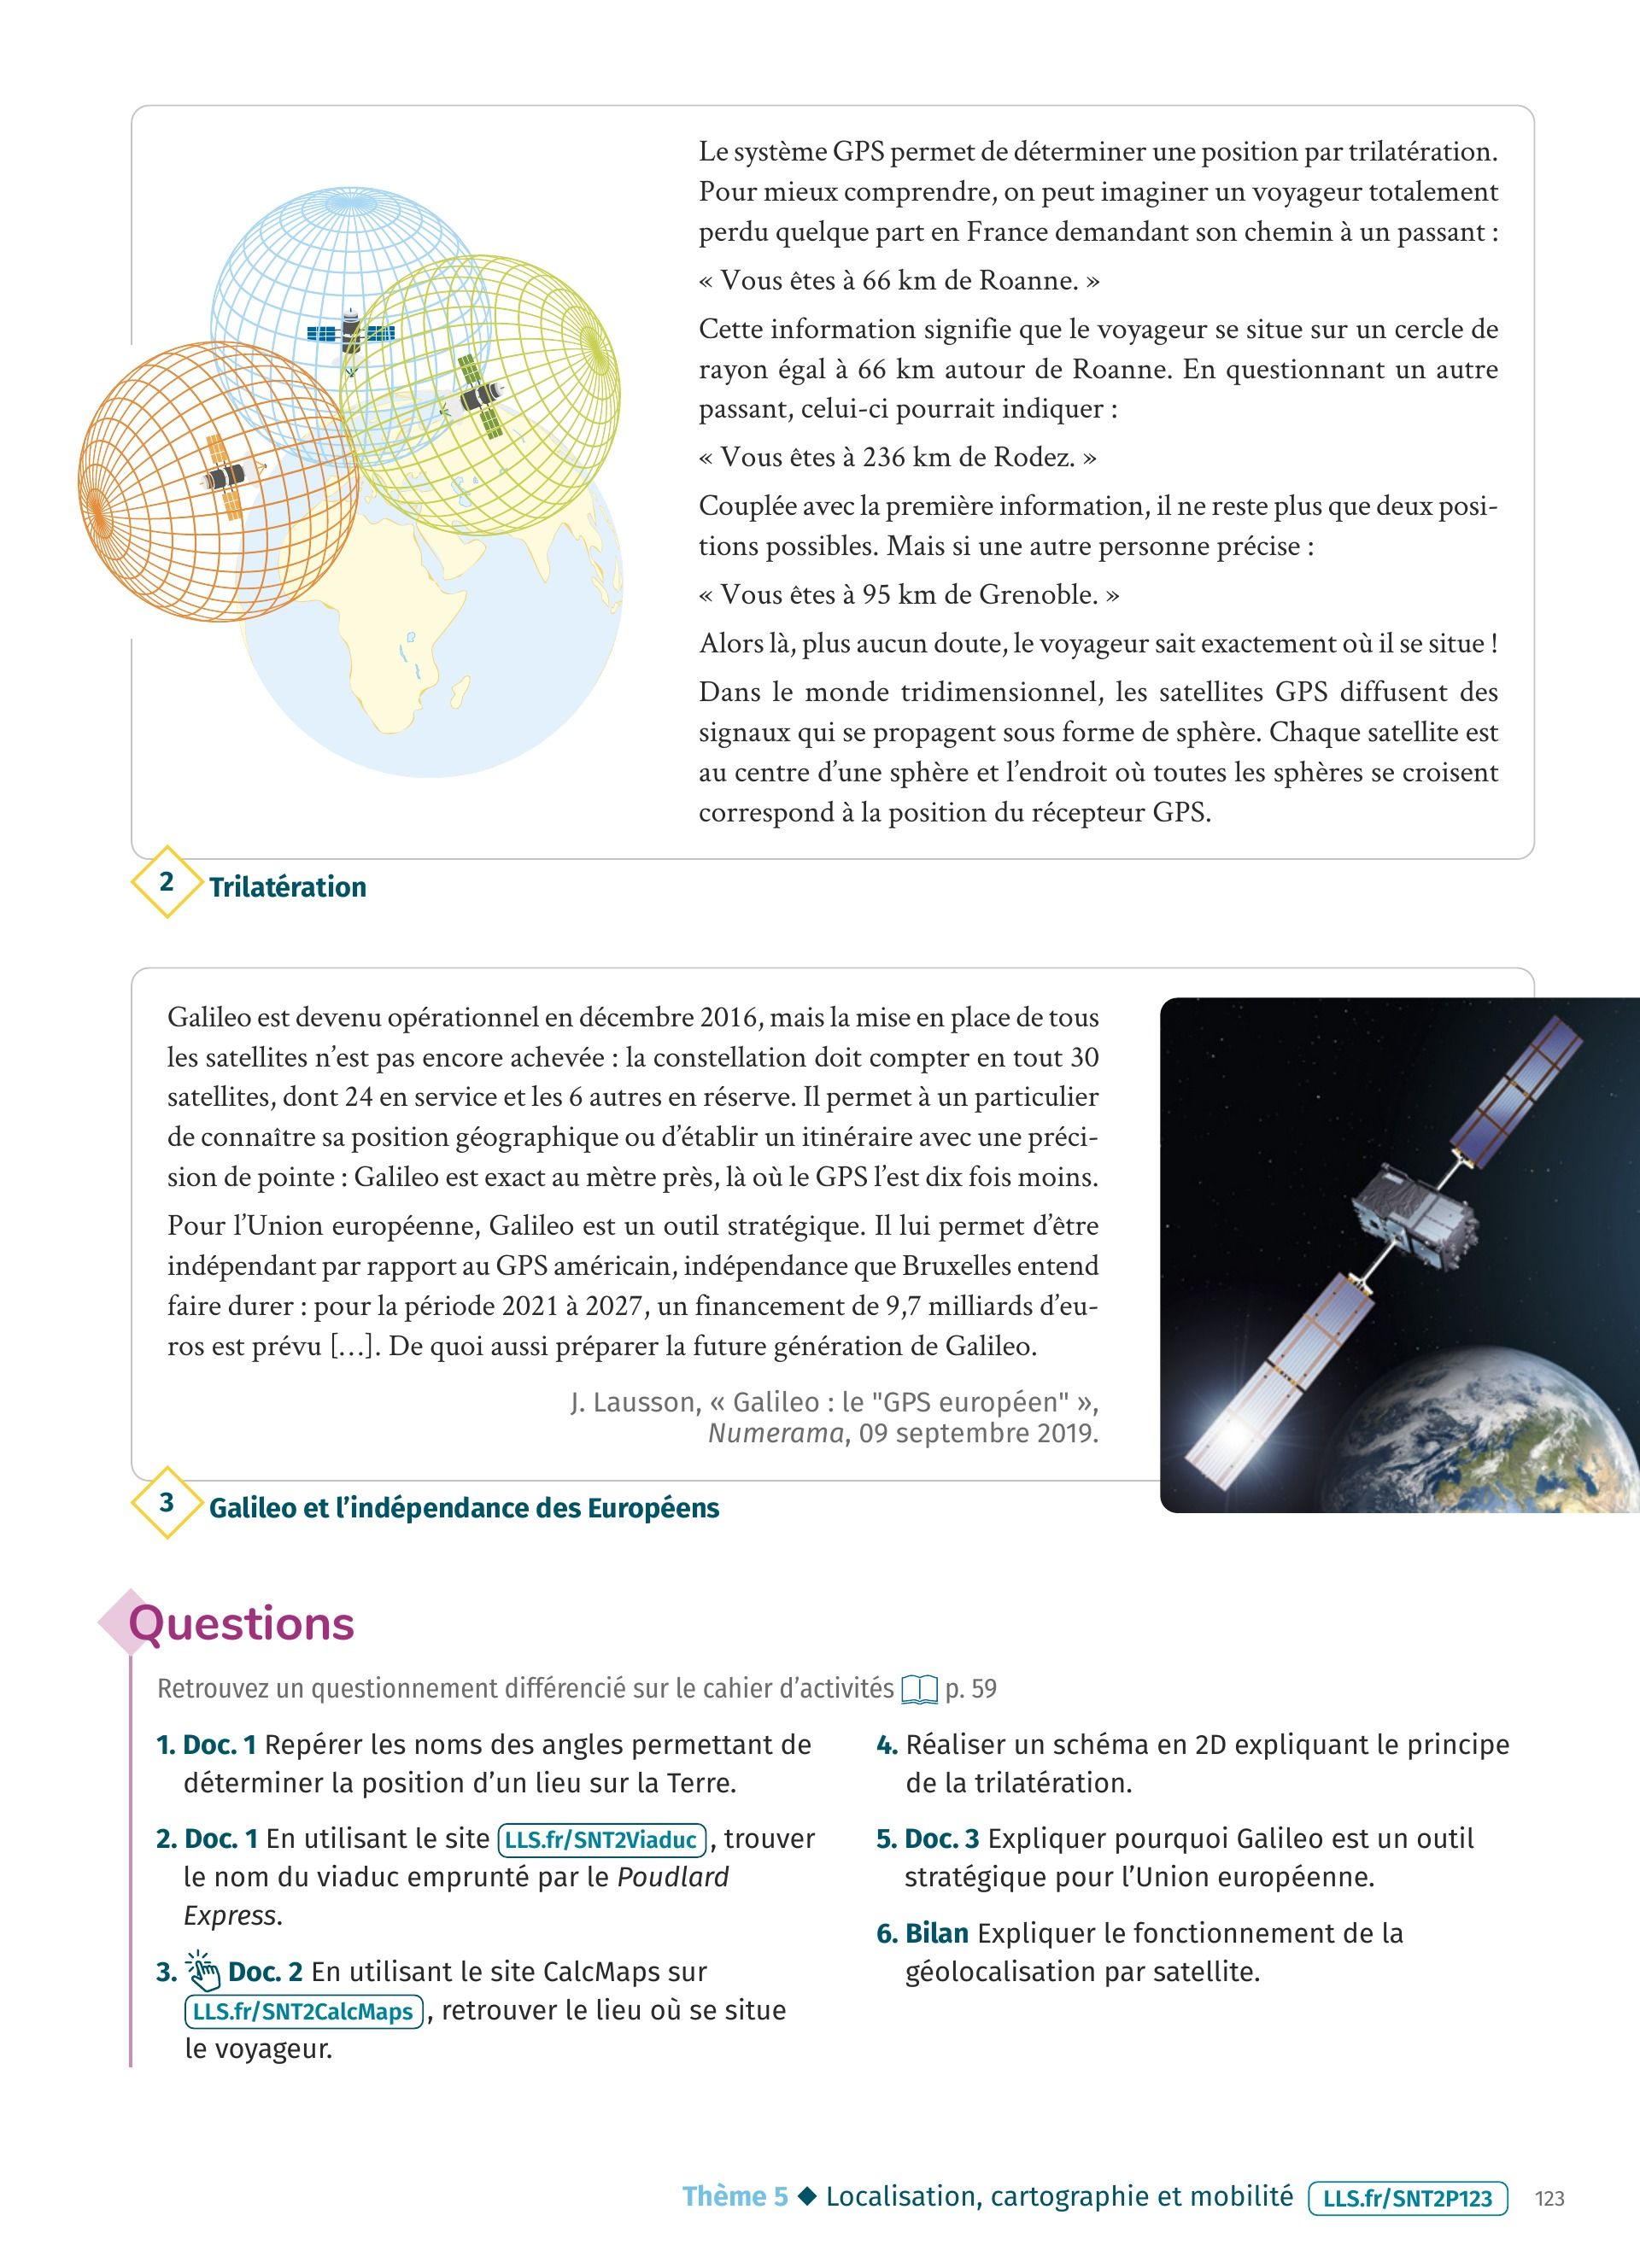 Le système GPS permet de déterminer une position par trilatération.
Pour mieux comprendre, on peut imaginer un voyageur totalement
perdu quelque part en France demandant son chemin à un passant :
« Vous êtes à 66 km de Roanne. »
Cette information signifie que le voyageur se situe sur un cercle de
rayon égal à 66 km autour de Roanne. En questionnant un autre
passant, celui-ci pourrait indiquer :
« Vous êtes à 236 km de Rodez. »
Couplée avec la première information, il ne reste plus que deux posi-
tions possibles. Mais si une autre personne précise :
« Vous êtes à 95 km de Grenoble. »
Alors là, plus aucun doute, le voyageur sait exactement où il se situe !
Dans le monde tridimensionnel, les satellites GPS diffusent des
signaux qui se propagent sous forme de sphère. Chaque satellite est
au centre d’une sphère et l’endroit où toutes les sphères se croisent
correspond à la position du récepteur GPS.
2 Trilatération
Galileo est devenu opérationnel en décembre 2016, mais la mise en place de tous
les satellites n’est pas encore achevée : la constellation doit compter en tout 30
satellites, dont 24 en service et les 6 autres en réserve. Il permet à un particulier
de connaître sa position géographique ou d’établir un itinéraire avec une préci-
sion de pointe : Galileo est exact au mètre près, là où le GPS l’est dix fois moins.
Pour l’Union européenne, Galileo est un outil stratégique. Il lui permet d’être
indépendant par rapport au GPS américain, indépendance que Bruxelles entend
faire durer : pour la période 2021 à 2027, un financement de 9,7 milliards d’eu-
ros est prévu […]. De quoi aussi préparer la future génération de Galileo.
J. Lausson, « Galileo : le "GPS européen" »,
Numerama, 09 septembre 2019.
3 Galileo et l’indépendance des Européens
Questions
Retrouvez un questionnement différencié sur le cahier d’activités p. 59
1. Doc. 1 Repérer les noms des angles permettant de
déterminer la position d’un lieu sur la Terre.
2. Doc. 1 En utilisant le site LLS.fr/SNT2Viaduc, trouver
le nom du viaduc emprunté par le Poudlard
Express.
3. Doc. 2 En utilisant le site CalcMaps sur
LLS.fr/SNT2CalcMaps, retrouver le lieu où se situe
le voyageur.
4. Réaliser un schéma en 2D expliquant le principe
de la trilatération.
5. Doc. 3 Expliquer pourquoi Galileo est un outil
stratégique pour l’Union européenne.
6. Bilan Expliquer le fonctionnement de la
géolocalisation par satellite.
Thème 5 ◆ Localisation, cartographie et mobilité LLS.fr/SNT2P123 123